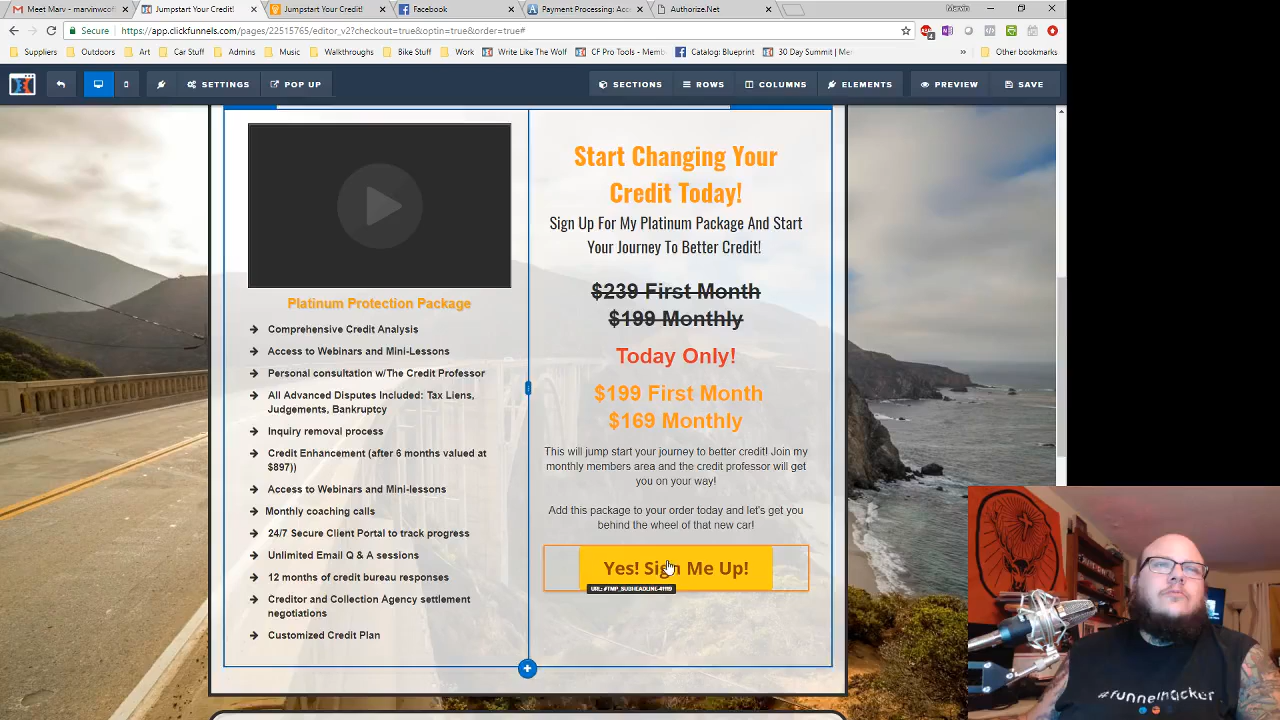 Meet Marv - marvinwcof
Jumpstart Your Credit!
Jumpstart Your Credit!
Facebook
Payment Processing: Acc
Authorize.Net
Marvin
Secure
https://app.clickfunnels.com/pages/22515765/editor_v2?checkout=true&optin=true&order=true#
Suppliers
Outdoors
Art
Car Stuff
Admins
Music
Walkthroughs
Bike Stuff
Work
Write Like The Wolf
CF Pro Tools - Memb
Catalog: Blueprint
30 Day Summit | Mer
»
Other bookmarks
SETTINGS
POP UP
SECTIONS
ROWS
COLUMNS
ELEMENTS
PREVIEW
SAVE
Platinum Protection Package
Comprehensive Credit Analysis
Access to Webinars and Mini-Lessons
Personal consultation w/The Credit Professor
All Advanced Disputes Included: Tax Liens,
Judgements, Bankruptcy
Inquiry removal process
Credit Enhancement (after 6 months valued at
$897))
Access to Webinars and Mini-lessons
Monthly coaching calls
24/7 Secure Client Portal to track progress
Unlimited Email Q & A sessions
12 months of credit bureau responses
Creditor and Collection Agency settlement
negotiations
Customized Credit Plan
Start Changing Your
Credit Today!
Sign Up For My Platinum Package And Start
Your Journey To Better Credit!
$239 First Month
$199 Monthly
Today Only!
$199 First Month
$169 Monthly
This will jump start your journey to better credit! Join my
monthly members area and the credit professor will get
you on your way!
Add this package to your order today and let's get you
behind the wheel of that new car!
Yes! Sign Me Up!
#funnelhacker